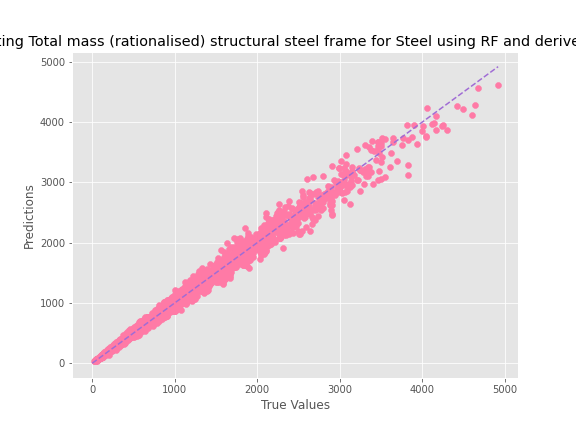 ting Total mass (rationalised) structural steel frame for Steel using RF and derive
5000
4000
3000
2000
1000
0
Predictions
0 1000 2000 3000 4000 5000
True Values